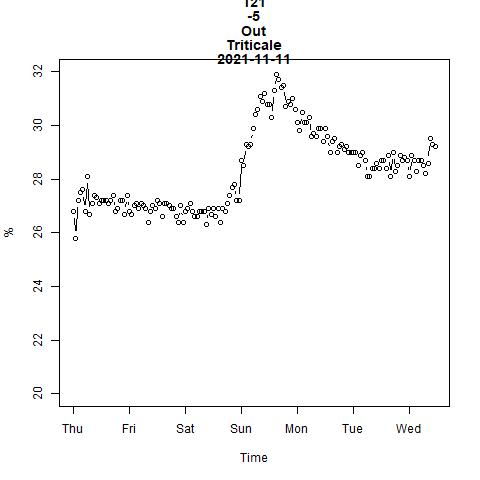 121
-5
Out
Triticale
2021-11-11
%
32
30
28
26
24
22
20
Thu Fri Sat Sun Mon Tue Wed
Time